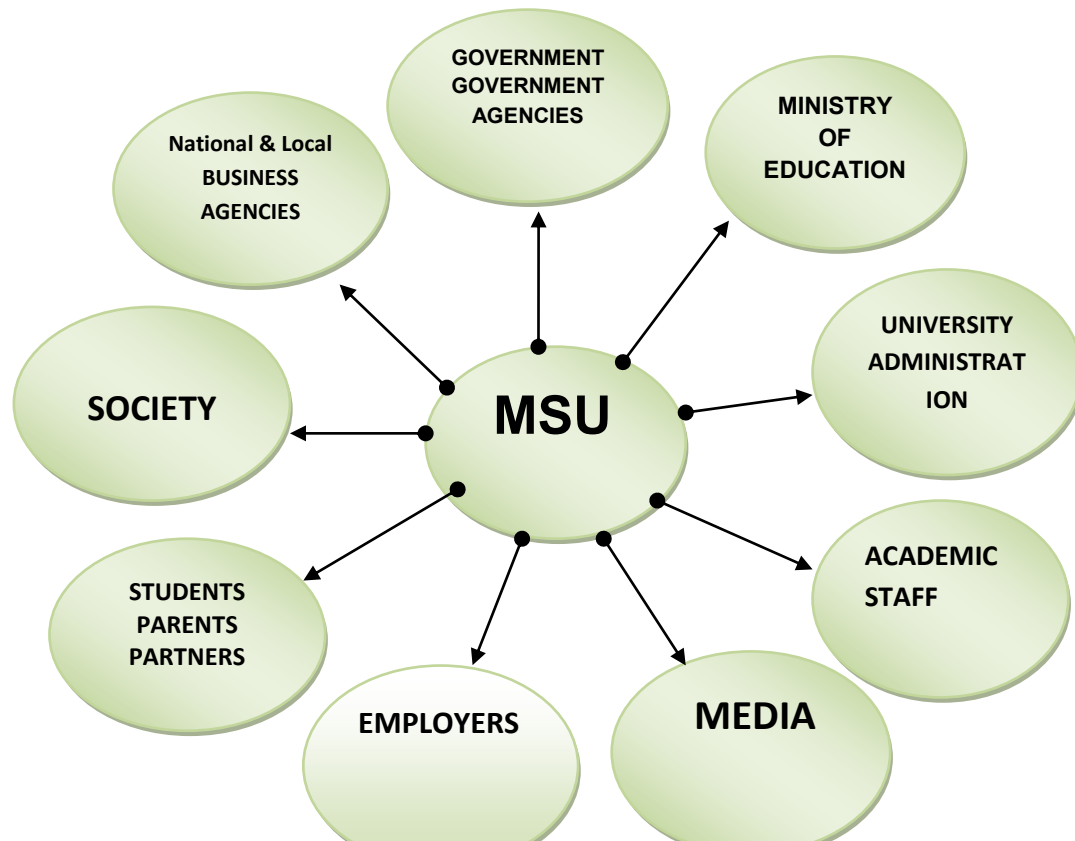 GOVERNMENT
GOVERNMENT
AGENCIES
MINISTRY
OF
EDUCATION
National & Local
BUSINESS
AGENCIES
UNIVERSITY
ADMINISTRAT
ION
SOCIETY
MSU
ACADEMIC
STAFF
STUDENTS
PARENTS
PARTNERS
EMPLOYERS
MEDIA